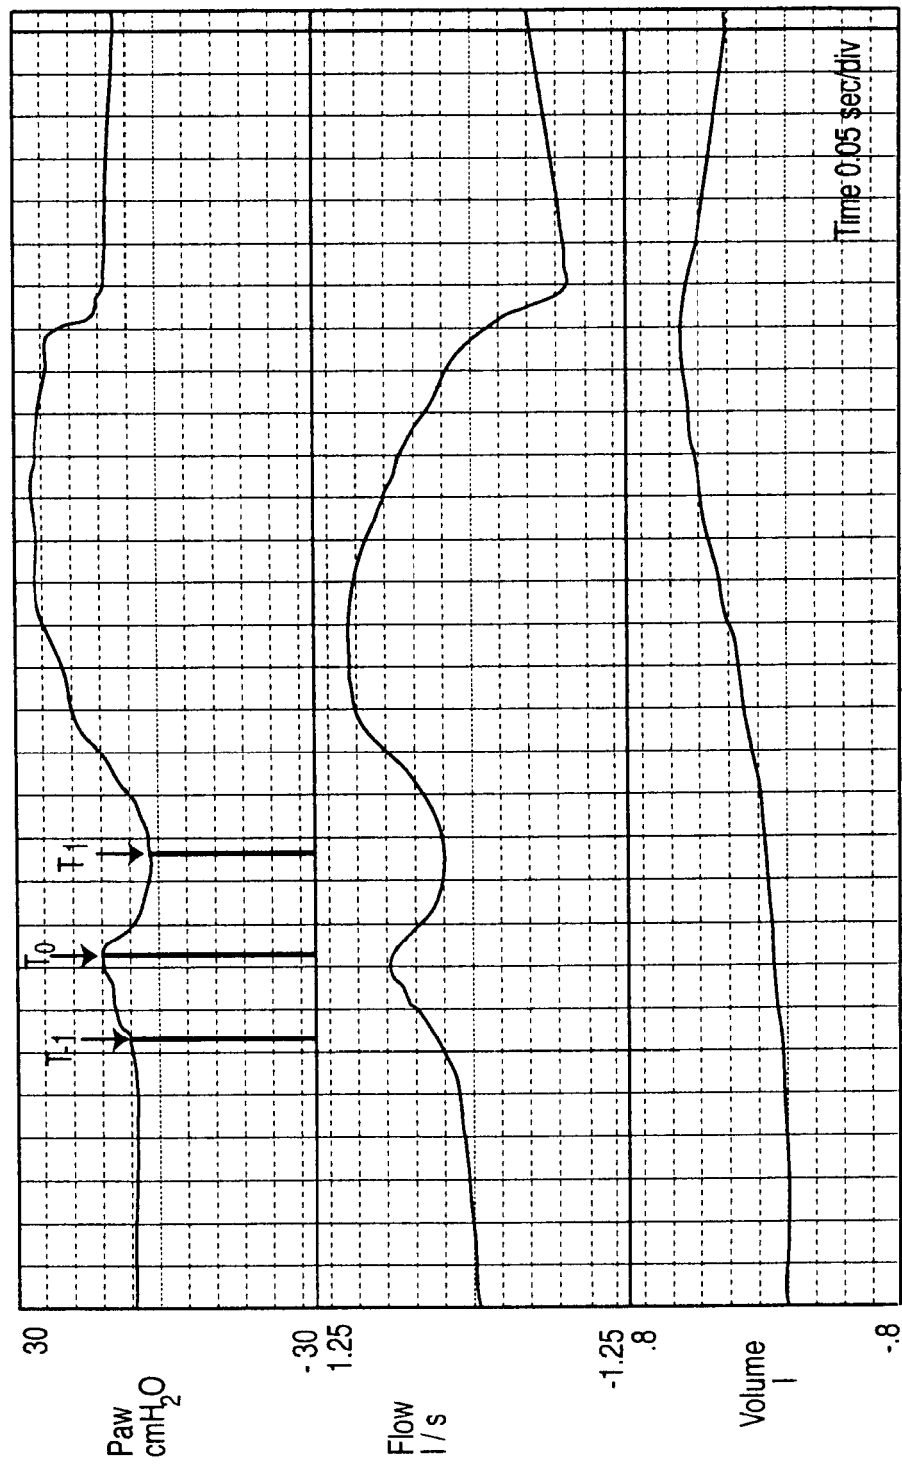 T-1
T0
T1
30
Paw
cmH2O
-.30
1.25
Flow
l/s
-1.25
.8
Volume
l
-.8
Time 0.05 sec/div